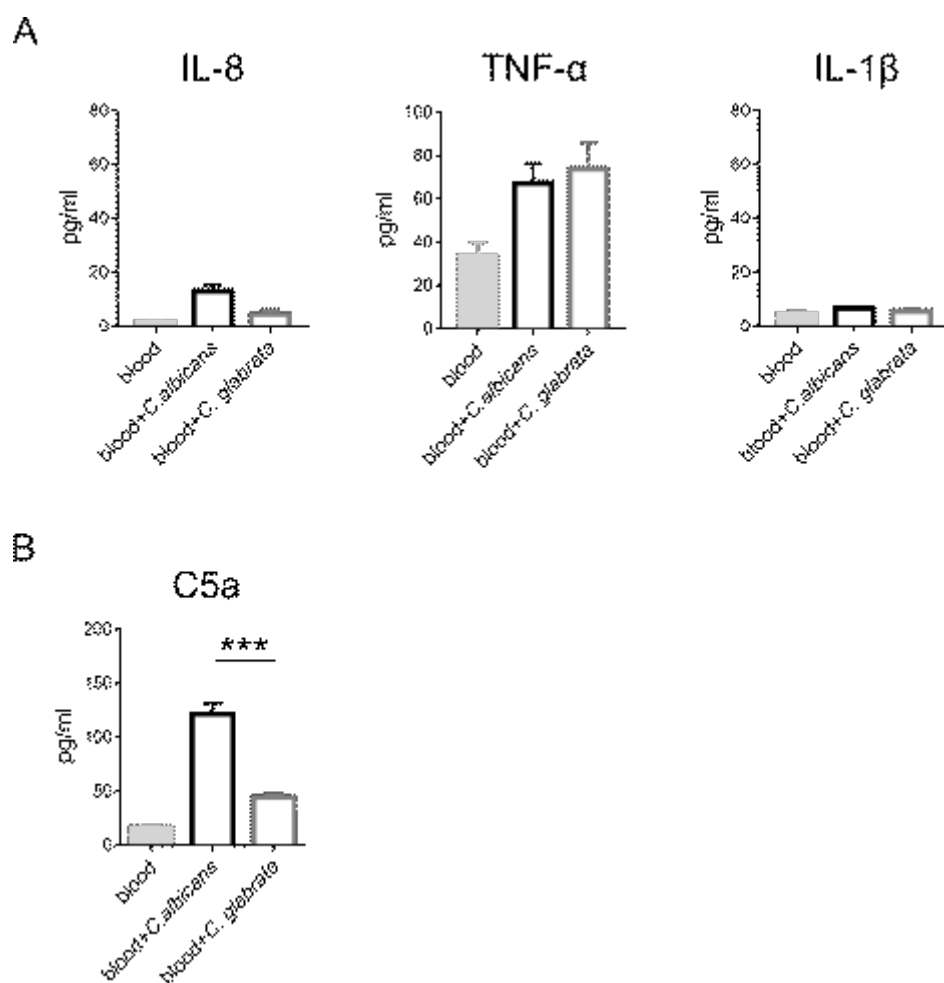 A
IL-8
pg/ml
80
60
40
20
0
blood
blood+C.albicans
blood+C. glabrata
TNF-α
pg/ml
100
80
60
40
20
0
blood
blood+C.albicans
blood+C. glabrata
IL-1β
pg/ml
80
60
40
20
0
blood
blood+C.albicans
blood+C. glabrata
B
C5a
pg/ml
200
150
100
50
0
***
blood
blood+C.albicans
blood+C. glabrata